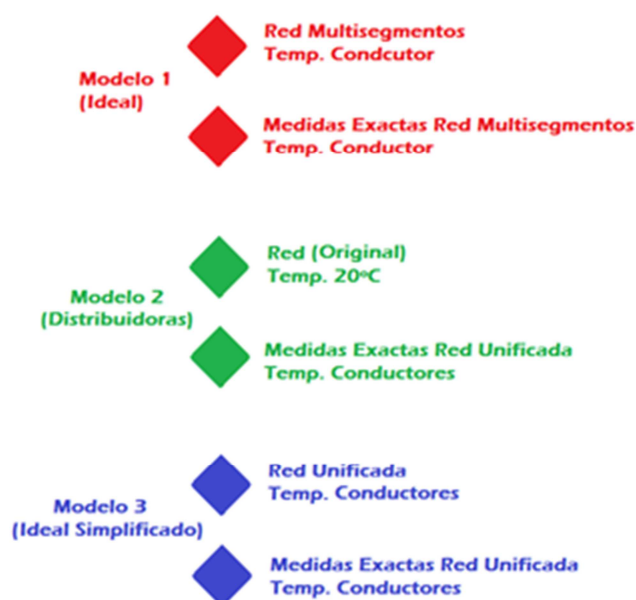 Modelo 1
(Ideal)
Red Multisegmentos
Temp. Condcutor
Medidas Exactas Red Multisegmentos
Temp. Conductor
Modelo 2
(Distribuidoras)
Red (Original)
Temp. 20ºC
Medidas Exactas Red Unificada
Temp. Conductores
Modelo 3
(Ideal Simplificado)
Red Unificada
Temp. Conductores
Medidas Exactas Red Unificada
Temp. Conductores